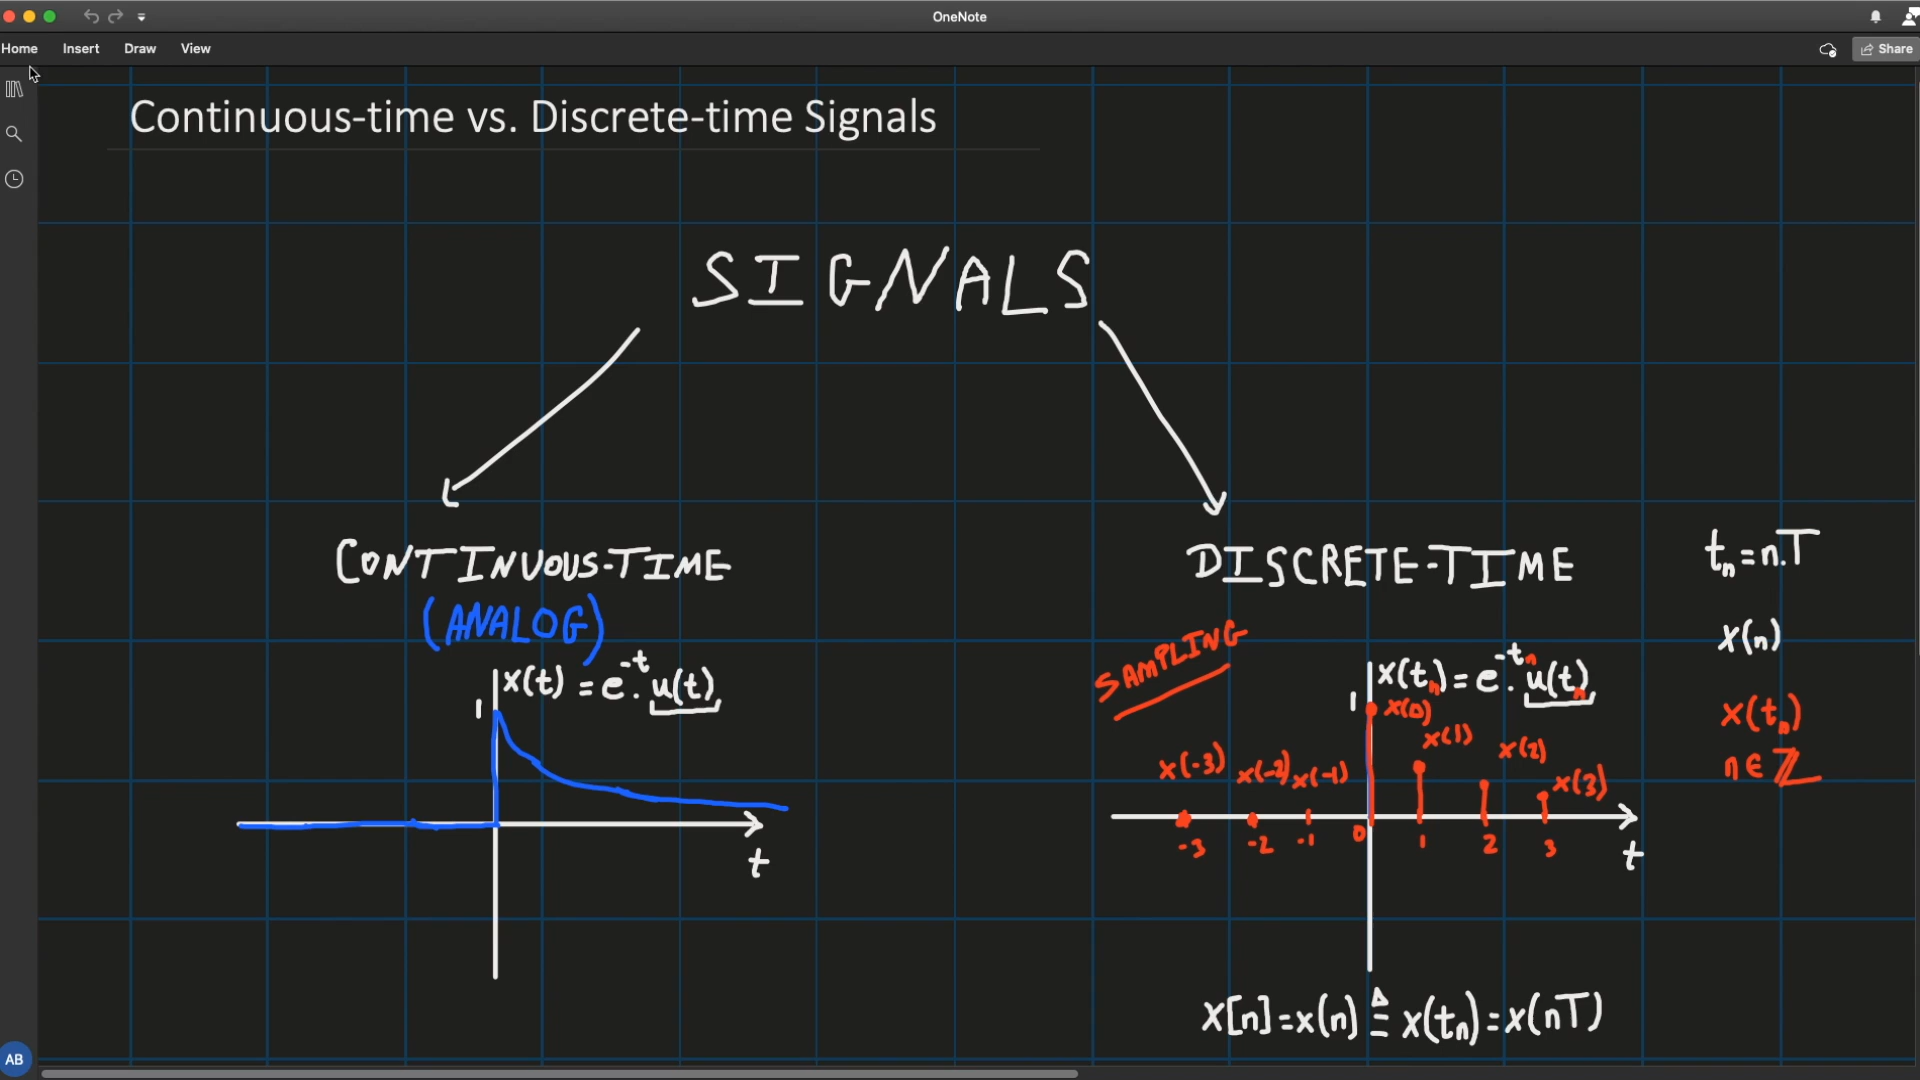 OneNote
Home Insert Draw View
Share
Continuous-time vs. Discrete-time Signals
SIGNALS
CONTINUOUS-TIME
(ANALOG)
x(t) = e^-t . u(t)
1
t
DISCRETE-TIME
SAMPLING
x(t_n) = e^-t_n . u(t_n)
1
x(0)
x(1)
x(2)
x(3)
x(-3) x(-2) x(-1)
-3 -2 -1 0 1 2 3
t
t_n = n.T
x(n)
x(t_n)
n ∈ ℤ
x[n] = x(n) ≜ x(t_n) = x(nT)
AB